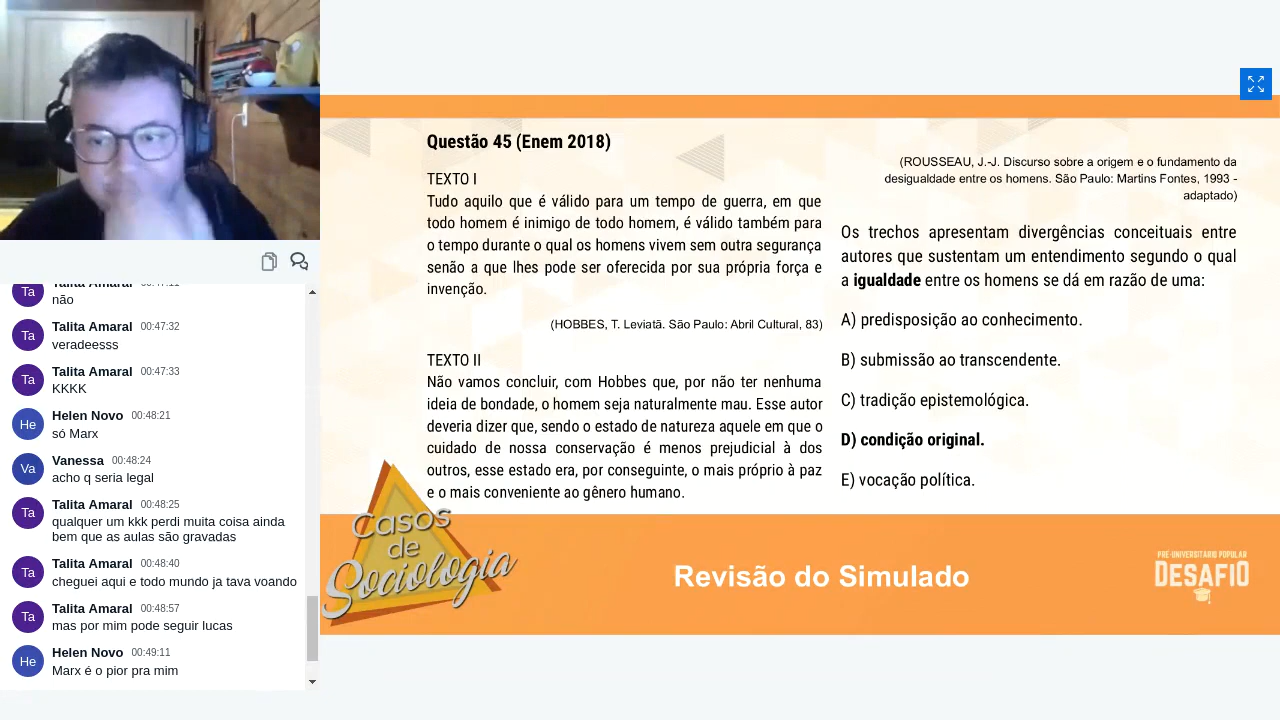 Talita Amaral 00:47:11
não
Talita Amaral 00:47:32
veradeesss
Talita Amaral 00:47:33
KKKK
Helen Novo 00:48:21
só Marx
Vanessa 00:48:24
acho q seria legal
Talita Amaral 00:48:25
qualquer um kkk perdi muita coisa ainda
bem que as aulas são gravadas
Talita Amaral 00:48:40
cheguei aqui e todo mundo ja tava voando
Talita Amaral 00:48:57
mas por mim pode seguir lucas
Helen Novo 00:49:11
Marx é o pior pra mim
Ta
Ta
Ta
He
Va
Ta
Ta
Ta
He
Questão 45 (Enem 2018)
TEXTO I
Tudo aquilo que é válido para um tempo de guerra, em que
todo homem é inimigo de todo homem, é válido também para
o tempo durante o qual os homens vivem sem outra segurança
senão a que lhes pode ser oferecida por sua própria força e
invenção.
(HOBBES, T. Leviatã. São Paulo: Abril Cultural, 83)
TEXTO II
Não vamos concluir, com Hobbes que, por não ter nenhuma
ideia de bondade, o homem seja naturalmente mau. Esse autor
deveria dizer que, sendo o estado de natureza aquele em que o
cuidado de nossa conservação é menos prejudicial à dos
outros, esse estado era, por conseguinte, o mais próprio à paz
e o mais conveniente ao gênero humano.
(ROUSSEAU, J.-J. Discurso sobre a origem e o fundamento da
desigualdade entre os homens. São Paulo: Martins Fontes, 1993 -
adaptado)
Os trechos apresentam divergências conceituais entre
autores que sustentam um entendimento segundo o qual
a igualdade entre os homens se dá em razão de uma:
A) predisposição ao conhecimento.
B) submissão ao transcendente.
C) tradição epistemológica.
D) condição original.
E) vocação política.
Casos
de
Sociologia
Revisão do Simulado
PRÉ-UNIVERSITÁRIO POPULAR
DESAFIO